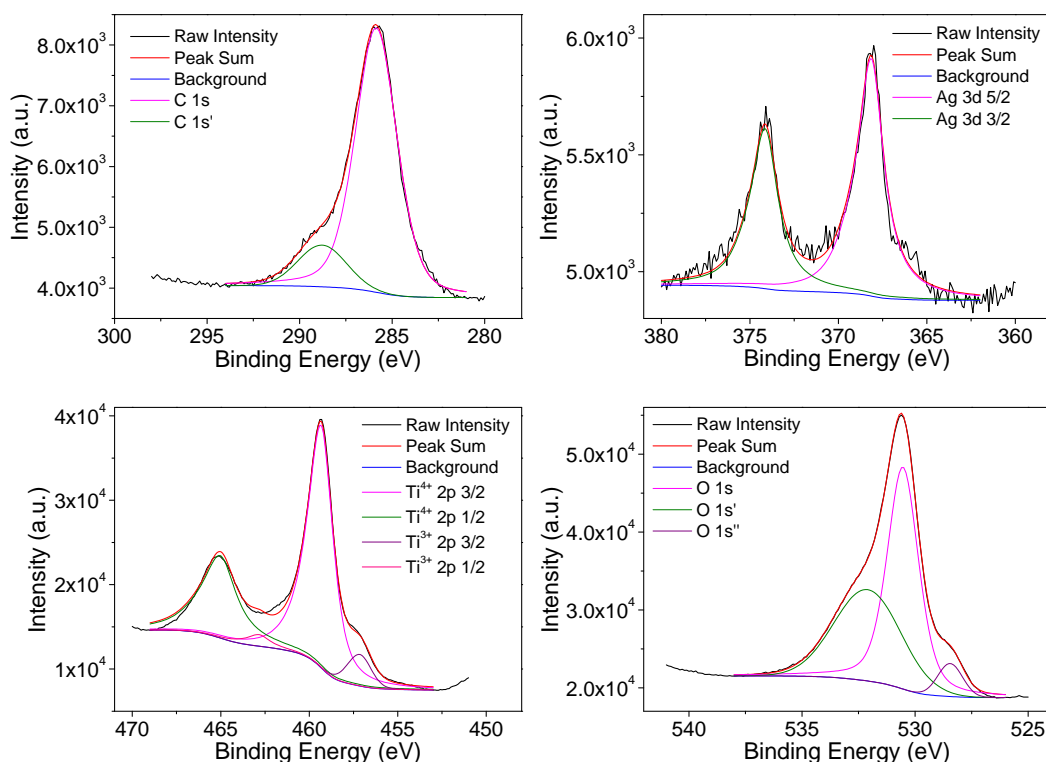 8.0x10³
6.0x10³
4.0x10³
5.0x10³
Intensity (a.u.)
Raw Intensity
Peak Sum
Background
C 1s
C 1s'
300 295 290 285 280
Binding Energy (eV)
6.0x10³
5.5x10³
5.0x10³
Intensity (a.u.)
Raw Intensity
Peak Sum
Background
Ag 3d 5/2
Ag 3d 3/2
380 375 370 365 360
Binding Energy (eV)
4x10⁴
3x10⁴
2x10⁴
1x10⁴
Intensity (a.u.)
Raw Intensity
Peak Sum
Background
Ti⁴⁺ 2p 3/2
Ti⁴⁺ 2p 1/2
Ti³⁺ 2p 3/2
Ti³⁺ 2p 1/2
470 465 460 455 450
Binding Energy (eV)
5.0x10⁴
4.0x10⁴
3.0x10⁴
2.0x10⁴
Intensity (a.u.)
Raw Intensity
Peak Sum
Background
O 1s
O 1s'
O 1s''
540 535 530 525
Binding Energy (eV)